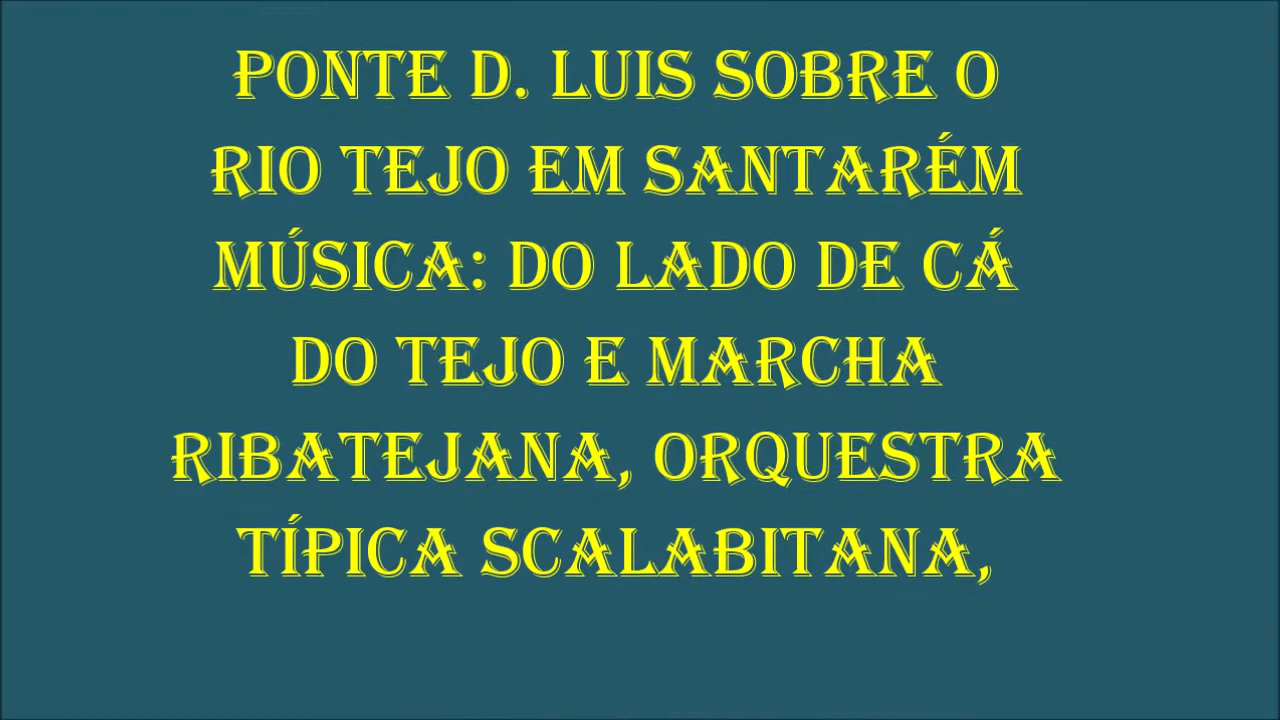 PONTE D. LUIS SOBRE O
RIO TEJO EM SANTARÉM
MÚSICA: DO LADO DE CÁ
DO TEJO E MARCHA
RIBATEJANA, ORQUESTRA
TÍPICA SCALABITANA,